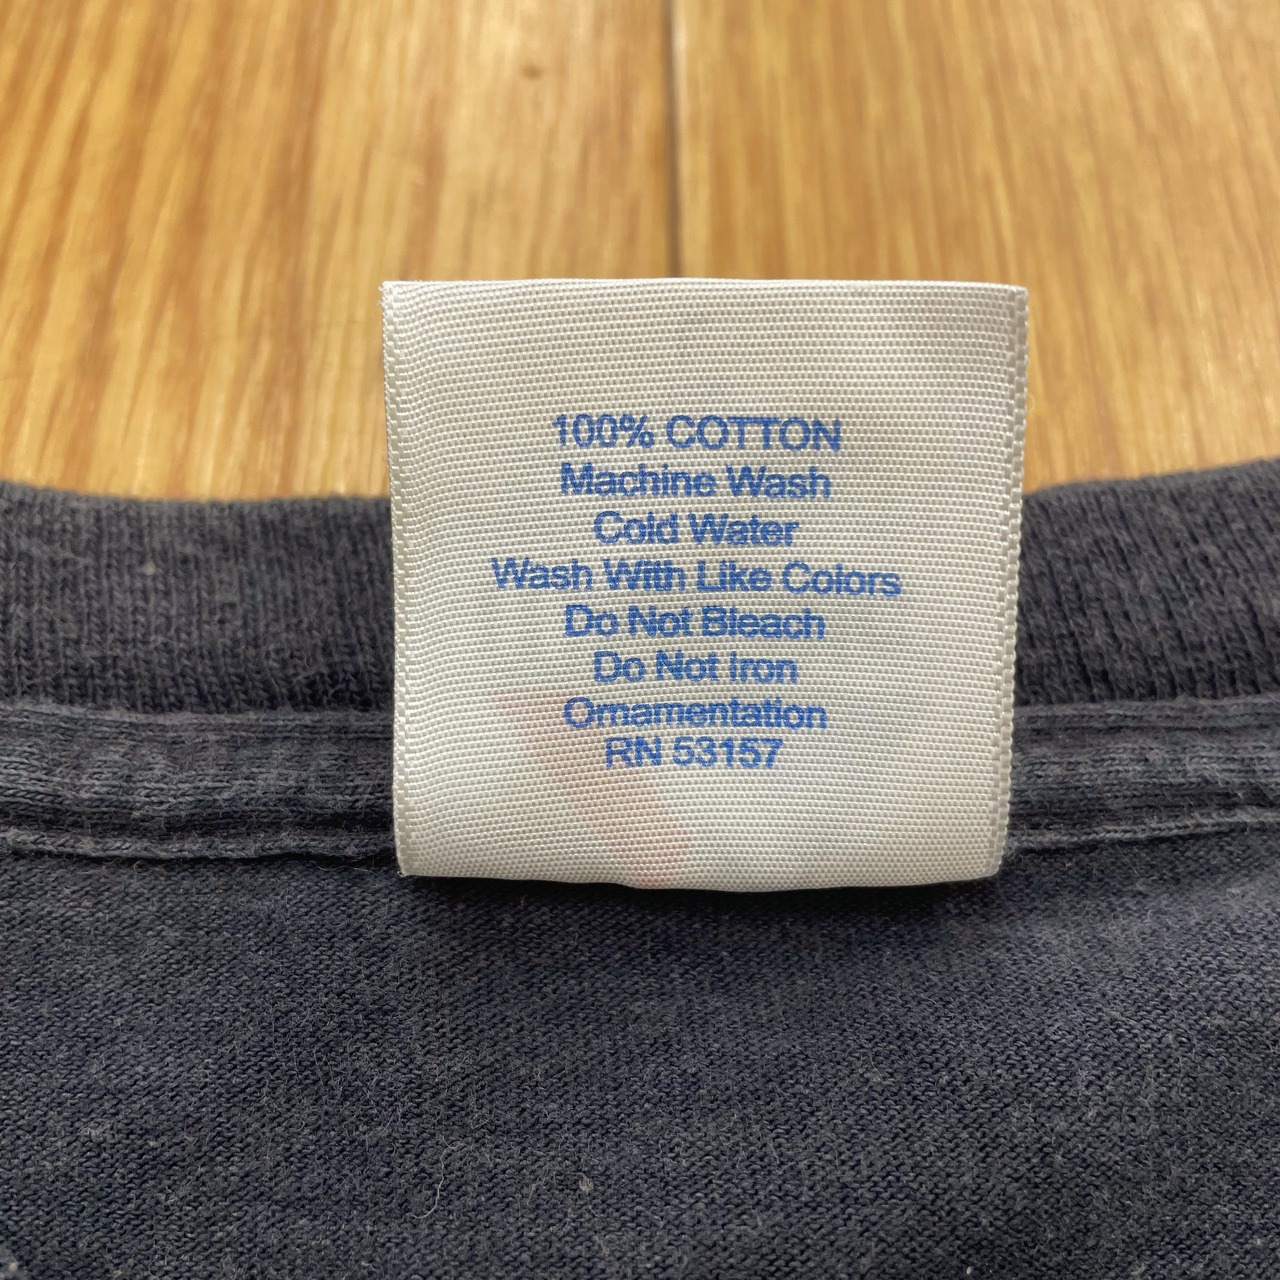 100% COTTON
Machine Wash
Cold Water
Wash With Like Colors
Do Not Bleach
Do Not Iron
Ornamentation
RN 53157